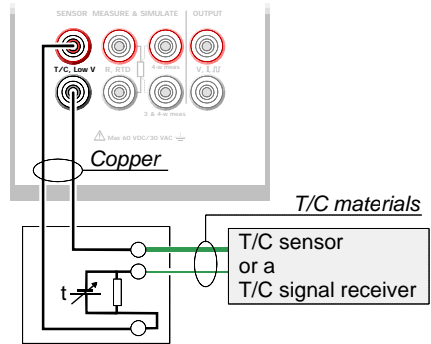 SENSOR MEASURE & SIMULATE OUTPUT
T/C, Low V R, RTD 4-w meas V, I, ⎍
3 & 4-w meas
Max 60 VDC/30 VAC
Copper
T/C materials
T/C sensor
or a
T/C signal receiver
t